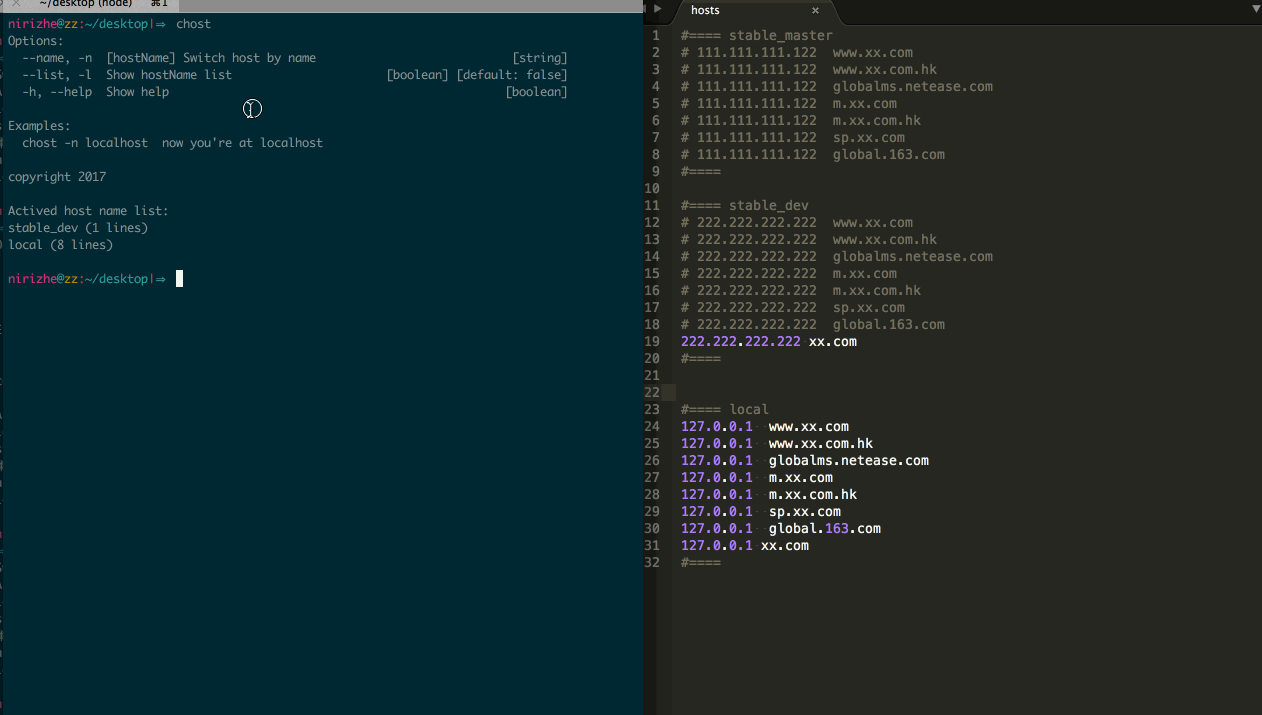 ~/desktop (node) ⌘1
nirizhe@zz:~/desktop|⇒ chost
Options:
--name, -n [hostName] Switch host by name [string]
--list, -l Show hostName list [boolean] [default: false]
-h, --help Show help [boolean]
Examples:
chost -n localhost now you're at localhost
copyright 2017
Actived host name list:
stable_dev (1 lines)
local (8 lines)
nirizhe@zz:~/desktop|⇒
hosts ×
1 #==== stable_master
2 # 111.111.111.122 www.xx.com
3 # 111.111.111.122 www.xx.com.hk
4 # 111.111.111.122 globalms.netease.com
5 # 111.111.111.122 m.xx.com
6 # 111.111.111.122 m.xx.com.hk
7 # 111.111.111.122 sp.xx.com
8 # 111.111.111.122 global.163.com
9 #====
10
11 #==== stable_dev
12 # 222.222.222.222 www.xx.com
13 # 222.222.222.222 www.xx.com.hk
14 # 222.222.222.222 globalms.netease.com
15 # 222.222.222.222 m.xx.com
16 # 222.222.222.222 m.xx.com.hk
17 # 222.222.222.222 sp.xx.com
18 # 222.222.222.222 global.163.com
19 222.222.222.222 xx.com
20 #====
21
22
23 #==== local
24 127.0.0.1 www.xx.com
25 127.0.0.1 www.xx.com.hk
26 127.0.0.1 globalms.netease.com
27 127.0.0.1 m.xx.com
28 127.0.0.1 m.xx.com.hk
29 127.0.0.1 sp.xx.com
30 127.0.0.1 global.163.com
31 127.0.0.1 xx.com
32 #====